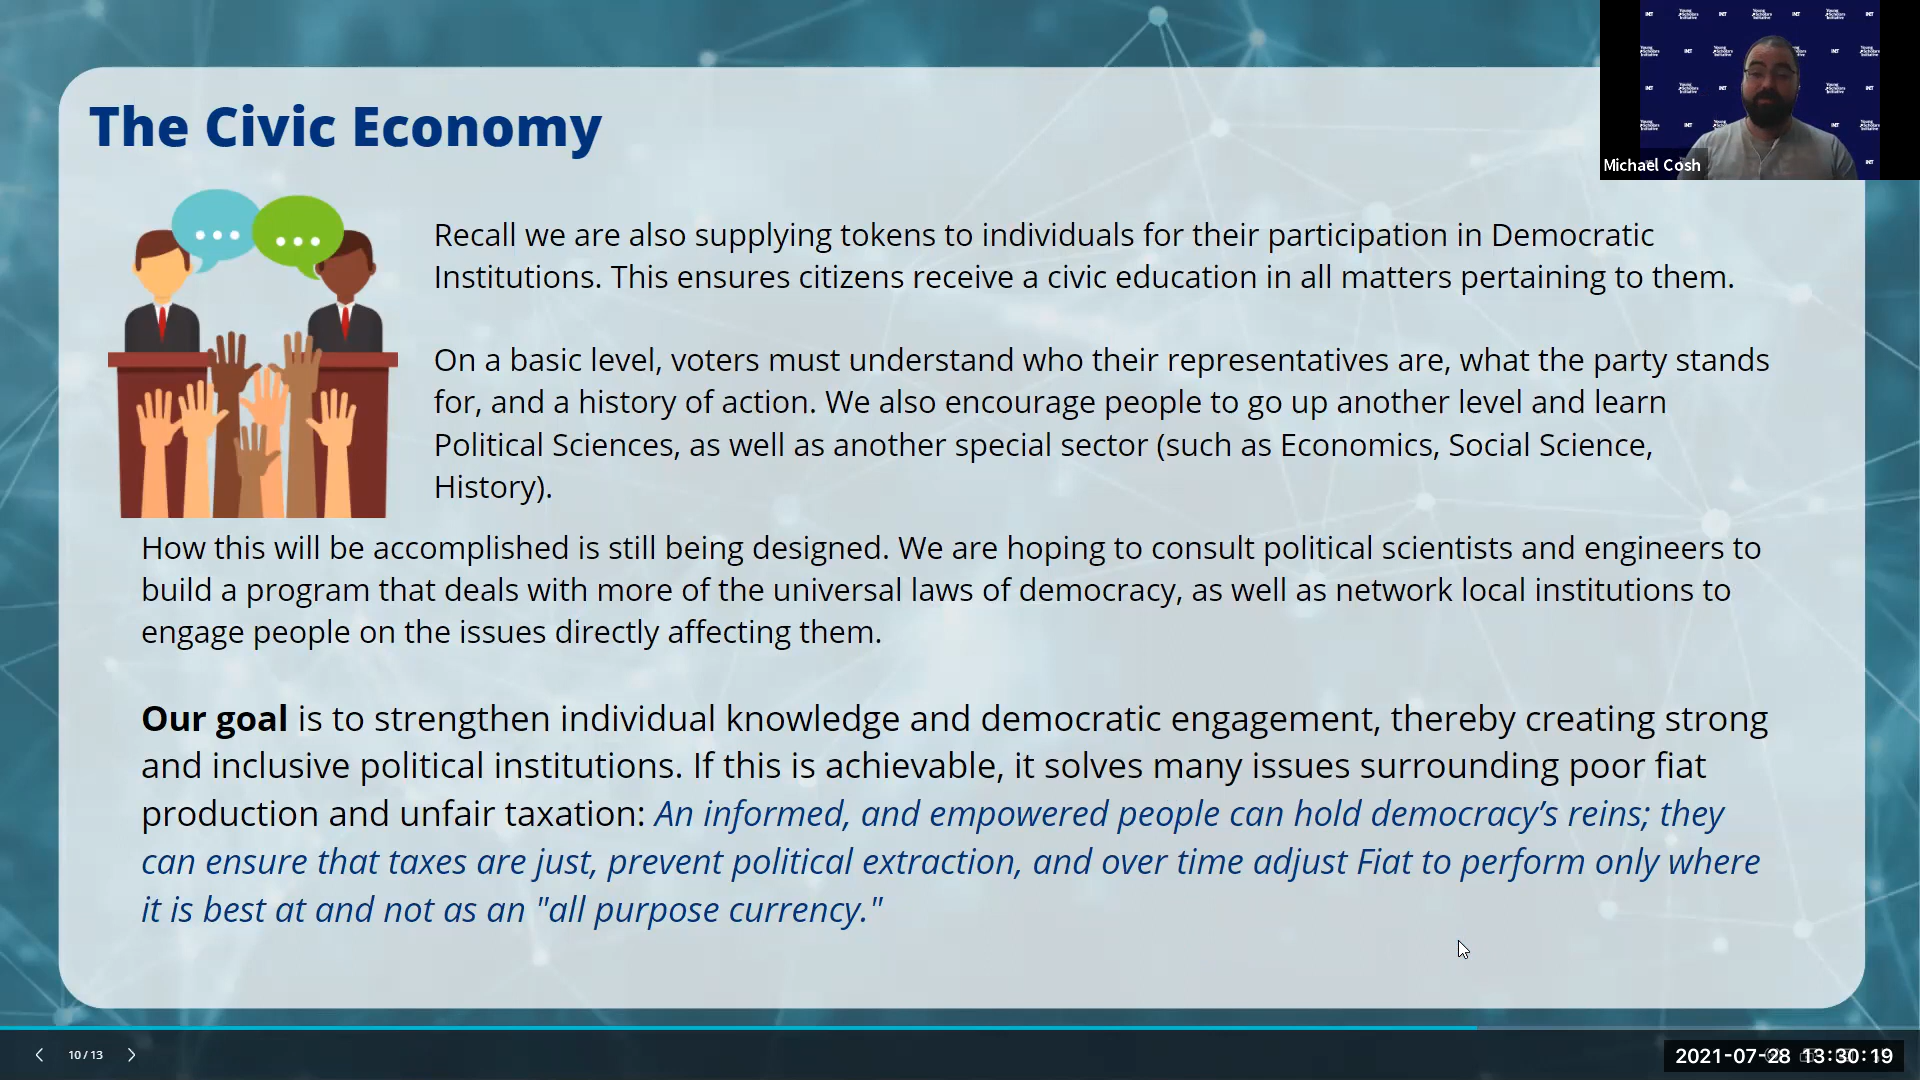 The Civic Economy
Michael Cosh
Recall we are also supplying tokens to individuals for their participation in Democratic
Institutions. This ensures citizens receive a civic education in all matters pertaining to them.
On a basic level, voters must understand who their representatives are, what the party stands
for, and a history of action. We also encourage people to go up another level and learn
Political Sciences, as well as another special sector (such as Economics, Social Science,
History).
How this will be accomplished is still being designed. We are hoping to consult political scientists and engineers to
build a program that deals with more of the universal laws of democracy, as well as network local institutions to
engage people on the issues directly affecting them.
Our goal is to strengthen individual knowledge and democratic engagement, thereby creating strong
and inclusive political institutions. If this is achievable, it solves many issues surrounding poor fiat
production and unfair taxation: An informed, and empowered people can hold democracy’s reins; they
can ensure that taxes are just, prevent political extraction, and over time adjust Fiat to perform only where
it is best at and not as an "all purpose currency."
10 / 13
2021-07-28 13:30:19